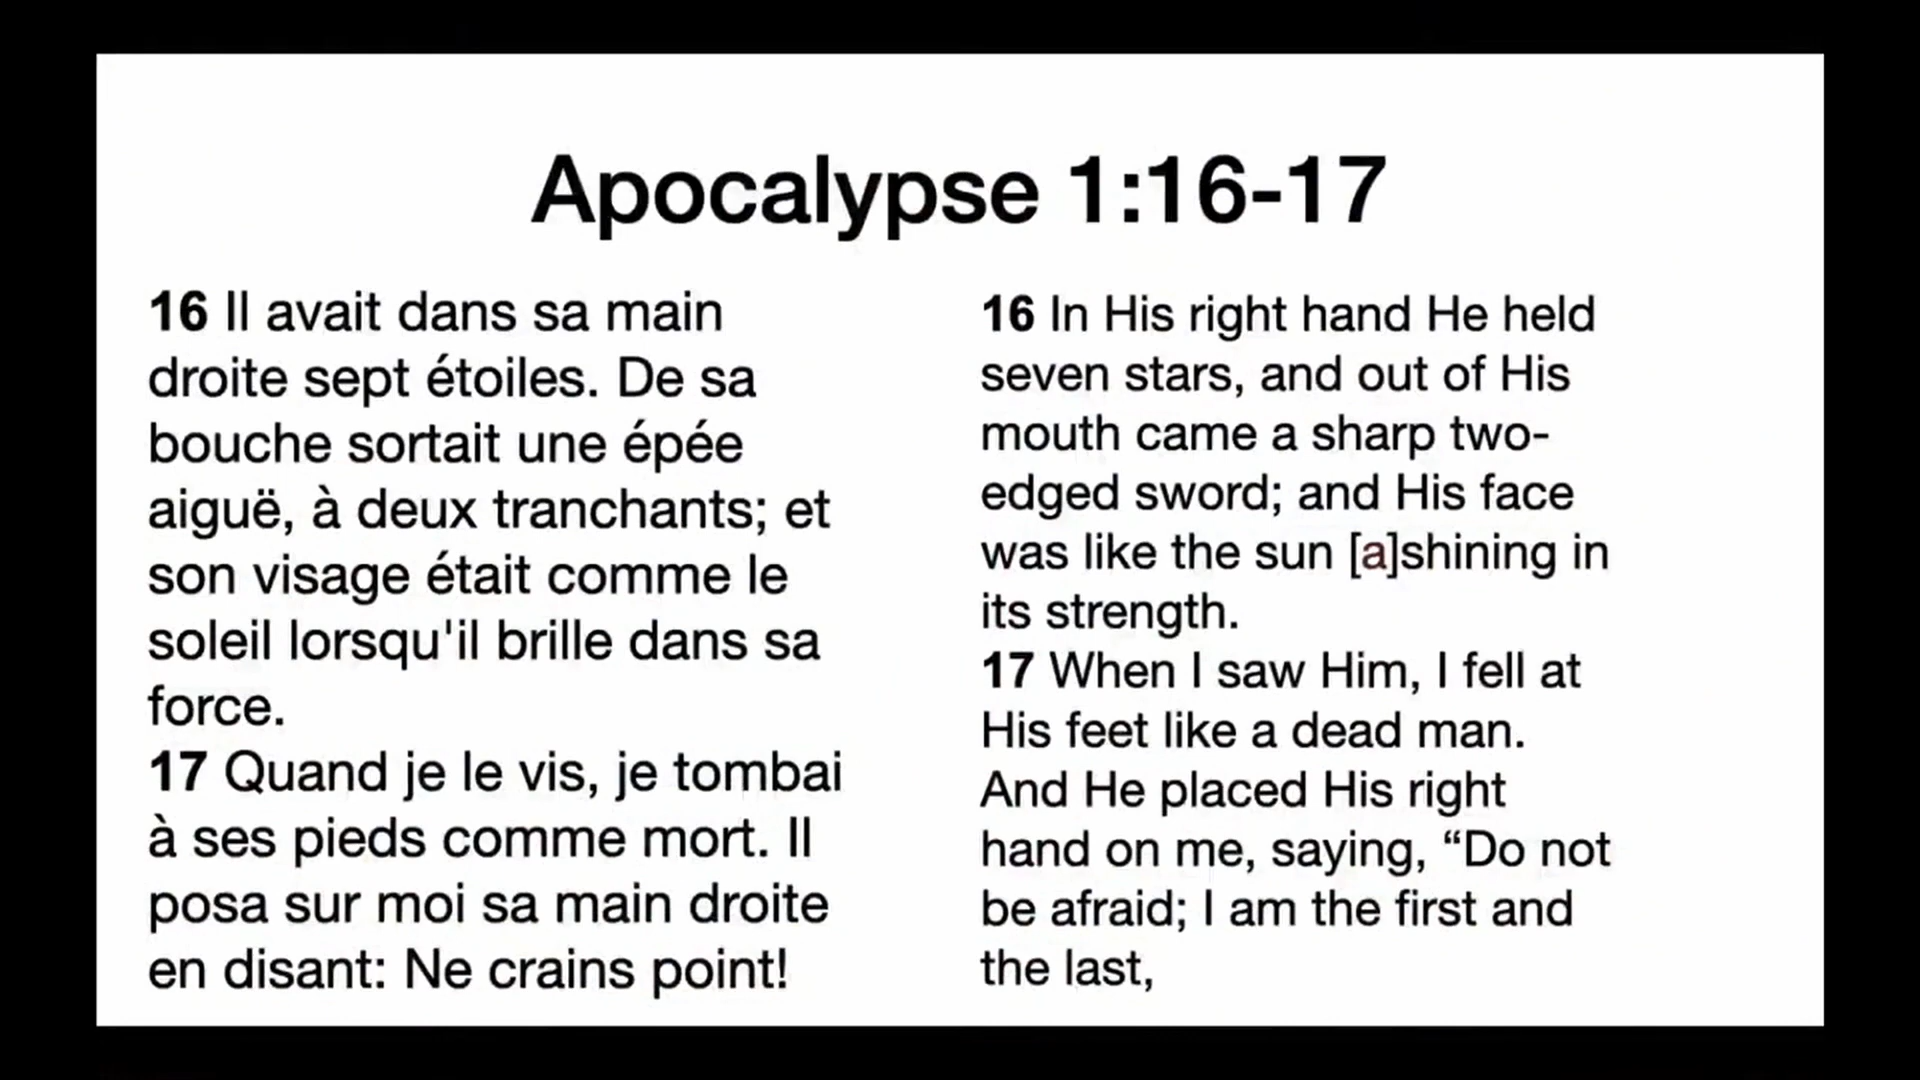 Apocalypse 1:16-17
16 Il avait dans sa main
droite sept étoiles. De sa
bouche sortait une épée
aiguë, à deux tranchants; et
son visage était comme le
soleil lorsqu'il brille dans sa
force.
17 Quand je le vis, je tombai
à ses pieds comme mort. Il
posa sur moi sa main droite
en disant: Ne crains point!
16 In His right hand He held
seven stars, and out of His
mouth came a sharp two-
edged sword; and His face
was like the sun [a]shining in
its strength.
17 When I saw Him, I fell at
His feet like a dead man.
And He placed His right
hand on me, saying, “Do not
be afraid; I am the first and
the last,